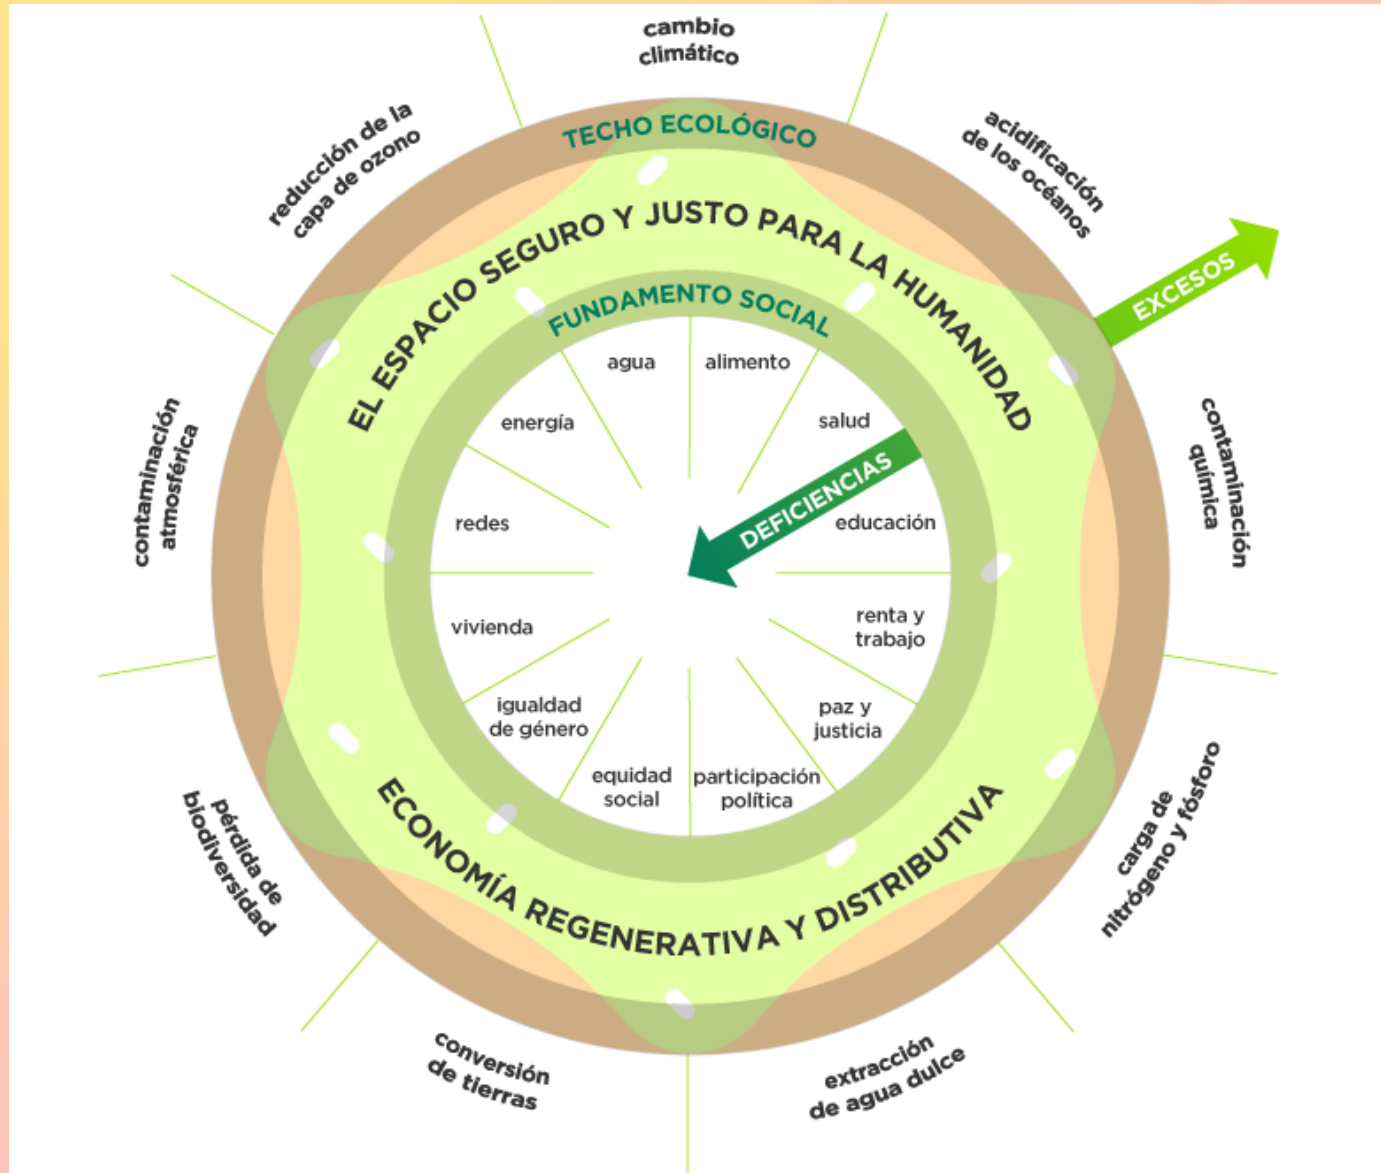 cambio
climático
acidificación
de los océanos
EXCESOS
contaminación
química
carga de
nitrógeno y fósforo
extracción
de agua dulce
conversión
de tierras
pérdida de
biodiversidad
contaminación
atmosférica
reducción de la
capa de ozono
TECHO ECOLÓGICO
EL ESPACIO SEGURO Y JUSTO PARA LA HUMANIDAD
FUNDAMENTO SOCIAL
agua
alimento
salud
DEFICIENCIAS
educación
renta y
trabajo
paz y
justicia
participación
política
equidad
social
igualdad
de género
vivienda
redes
energía
ECONOMÍA REGENERATIVA Y DISTRIBUTIVA